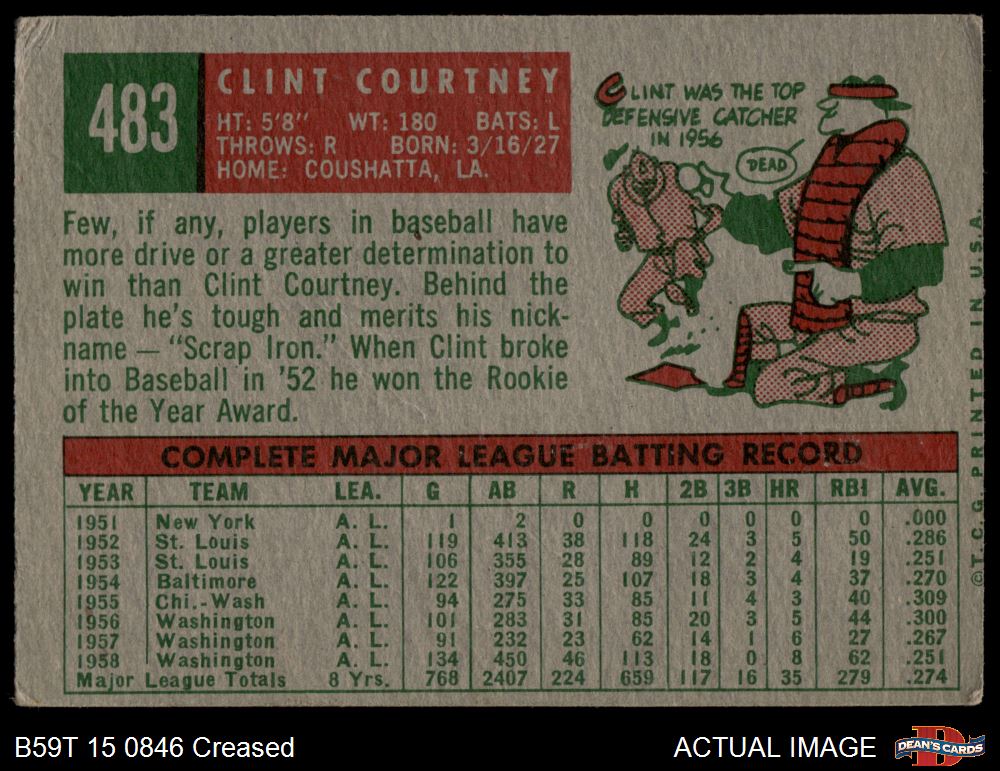 483
CLINT COURTNEY
HT: 5'8" WT: 180 BATS: L
THROWS: R BORN: 3/16/27
HOME: COUSHATTA, LA.
Few, if any, players in baseball have
more drive or a greater determination to
win than Clint Courtney. Behind the
plate he's tough and merits his nick-
name — "Scrap Iron." When Clint broke
into Baseball in '52 he won the Rookie
of the Year Award.
CLINT WAS THE TOP
DEFENSIVE CATCHER
IN 1956
DEAD
COMPLETE MAJOR LEAGUE BATTING RECORD
YEAR TEAM LEA. G AB R H 2B 3B HR RBI AVG.
1951 New York A. L. 1 2 0 0 0 0 0 0 .000
1952 St. Louis A. L. 119 413 38 118 24 3 5 50 .286
1953 St. Louis A. L. 106 355 28 89 12 2 4 19 .251
1954 Baltimore A. L. 122 397 25 107 18 3 4 37 .270
1955 Chi.-Wash A. L. 94 275 33 85 11 4 3 40 .309
1956 Washington A. L. 101 283 31 85 20 3 5 44 .300
1957 Washington A. L. 91 232 23 62 14 1 6 27 .267
1958 Washington A. L. 134 450 46 113 18 0 8 62 .251
Major League Totals 8 Yrs. 768 2407 224 659 117 16 35 279 .274
©T.C.G. PRINTED IN U.S.A.
B59T 15 0846 Creased
ACTUAL IMAGE
DEAN'S CARDS